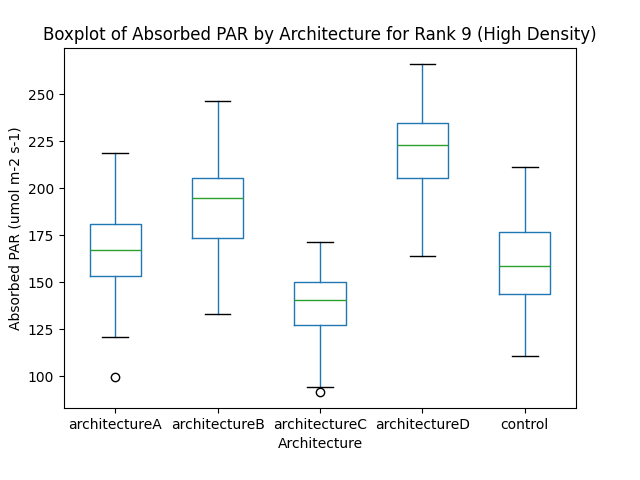 Boxplot of Absorbed PAR by Architecture for Rank 9 (High Density)
Absorbed PAR (umol m-2 s-1)
250
225
200
175
150
125
100
architectureA architectureB architectureC architectureD control
Architecture